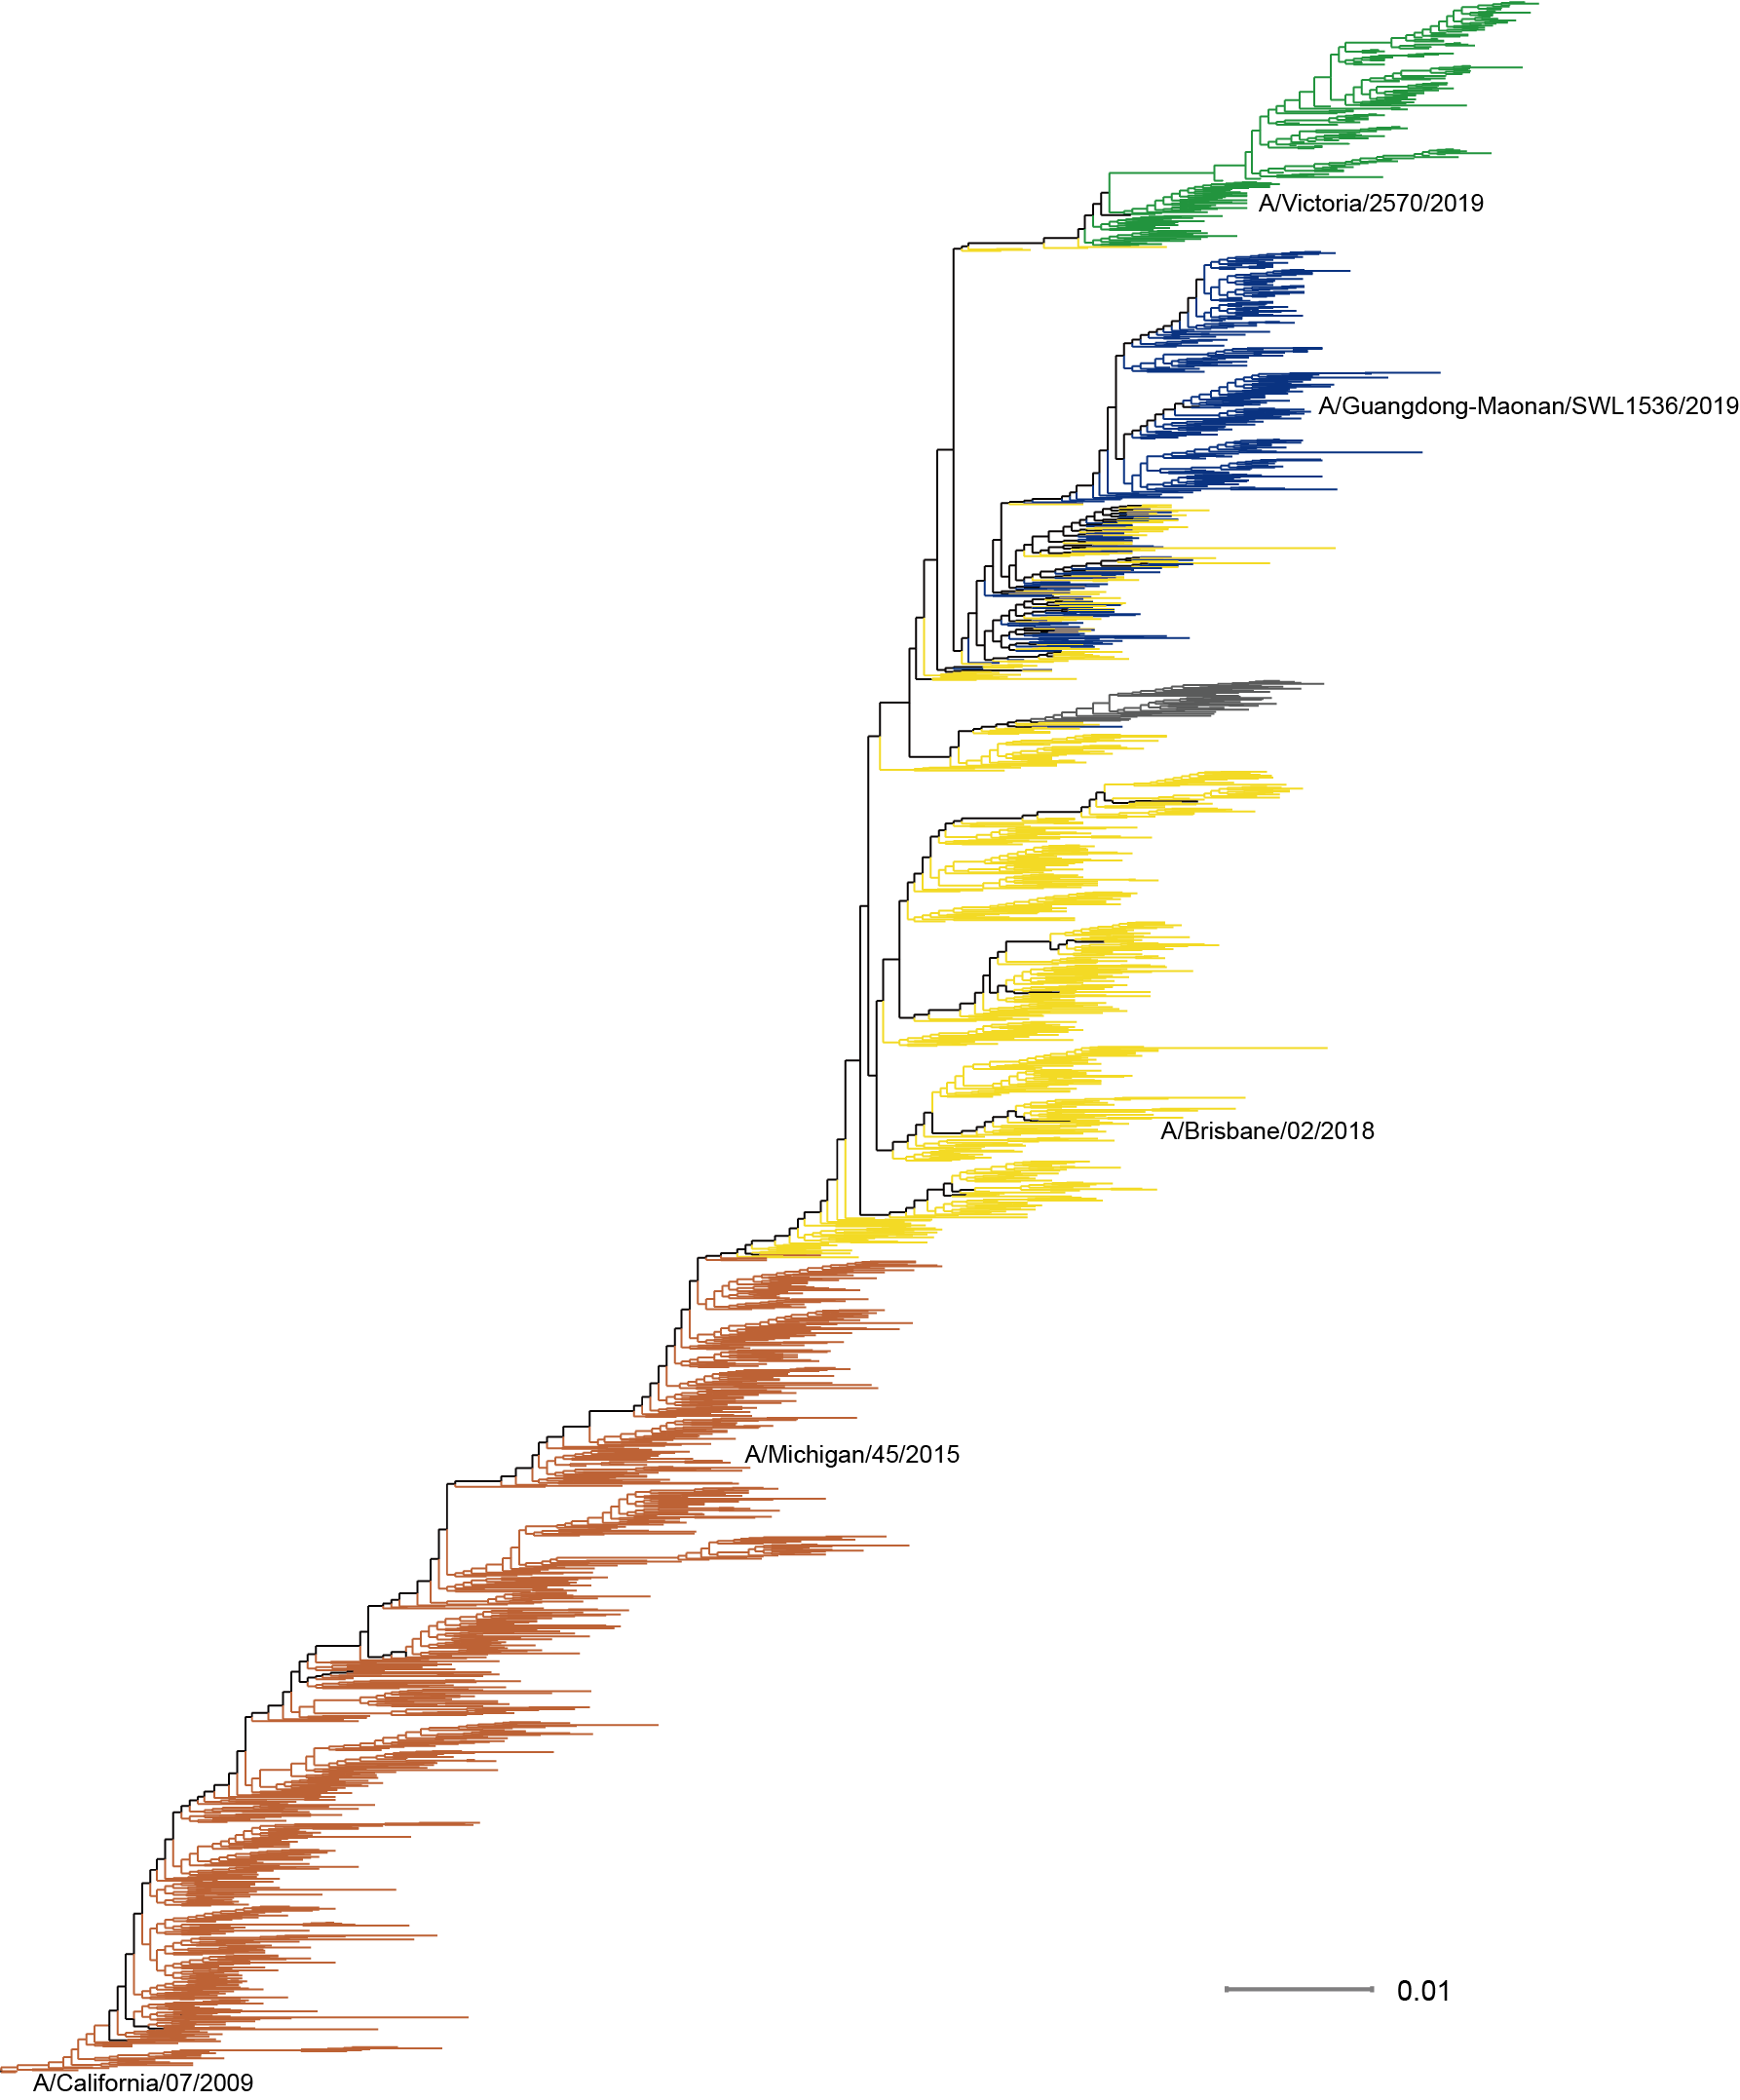 A/Victoria/2570/2019
A/Guangdong-Maonan/SWL1536/2019
A/Brisbane/02/2018
A/Michigan/45/2015
0.01
A/California/07/2009